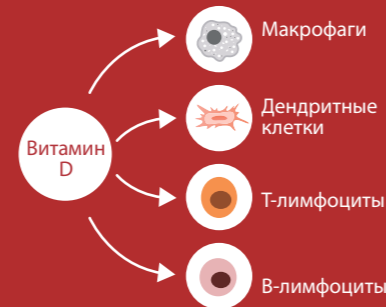 Макрофаги
Дендритные
клетки
Витамин
D
Т-лимфоциты
В-лимфоциты